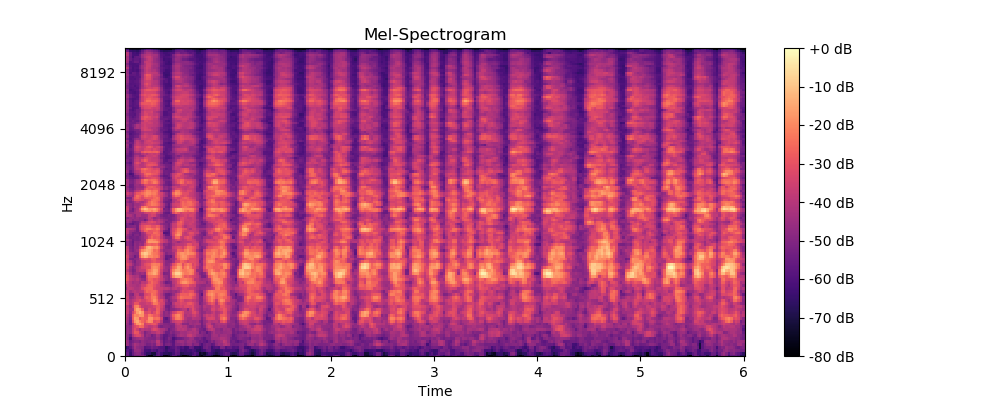 Mel-Spectrogram
+0 dB
8192
-10 dB
4096
-20 dB
-30 dB
2048
Hz
-40 dB
1024
-50 dB
-60 dB
512
-70 dB
0
-80 dB
0 1 2 3 4 5 6
Time